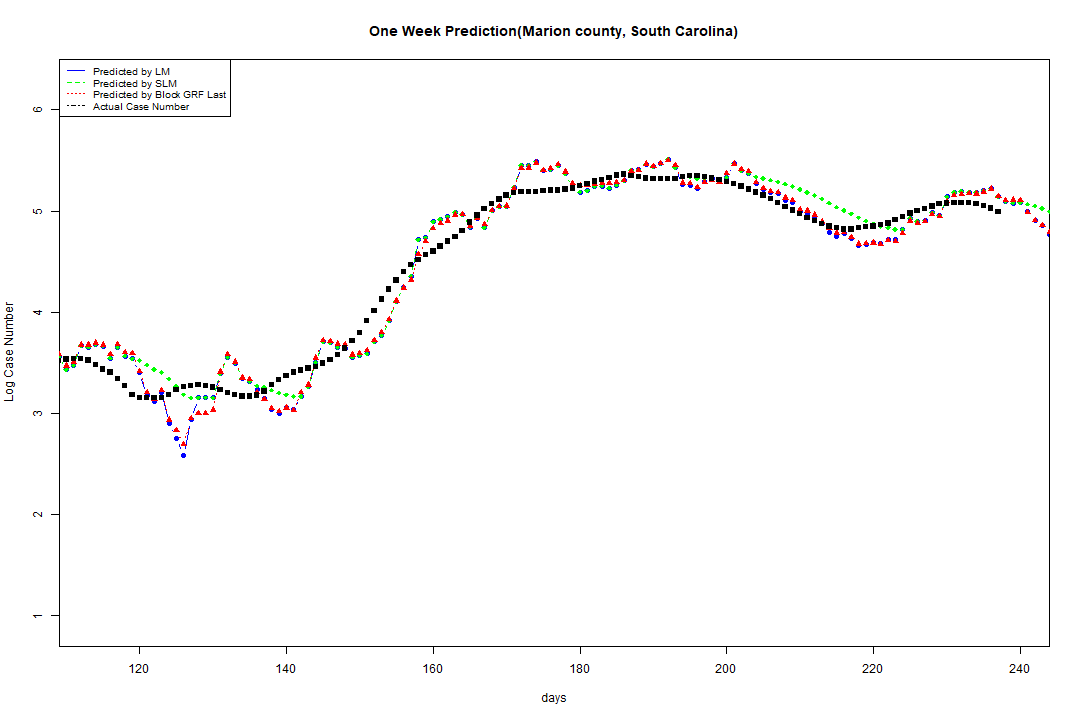 One Week Prediction(Marion county, South Carolina)
Predicted by LM
Predicted by SLM
Predicted by Block GRF Last
Actual Case Number
Log Case Number
6
5
4
3
2
1
120 140 160 180 200 220 240
days